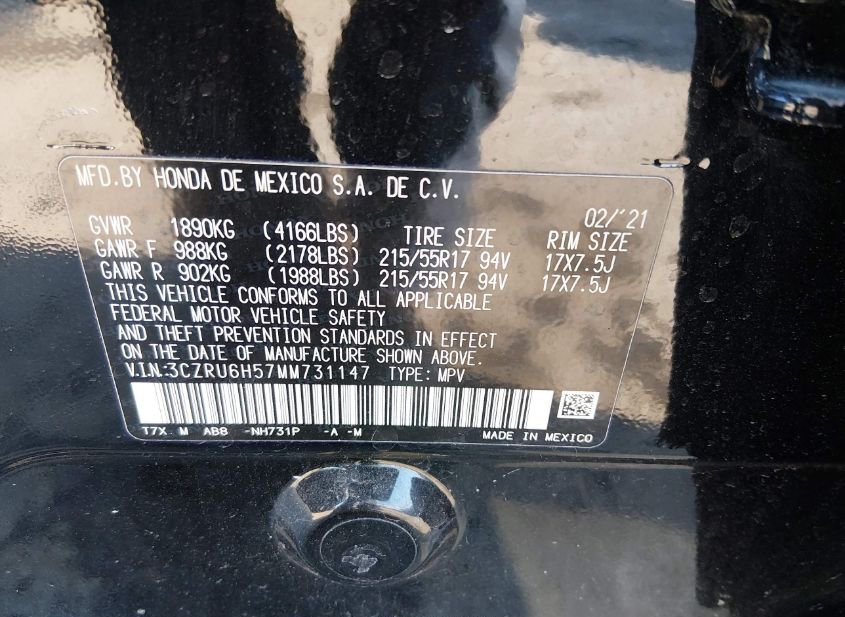 MFD.BY HONDA DE MEXICO S.A. DE C.V.
02/'21
GVWR 1890KG (4166LBS) TIRE SIZE RIM SIZE
GAWR F 988KG (2178LBS) 215/55R17 94V 17X7.5J
GAWR R 902KG (1988LBS) 215/55R17 94V 17X7.5J
THIS VEHICLE CONFORMS TO ALL APPLICABLE
FEDERAL MOTOR VEHICLE SAFETY
AND THEFT PREVENTION STANDARDS IN EFFECT
ON THE DATE OF MANUFACTURE SHOWN ABOVE.
V.I.N:3CZRU6H57MM731147 TYPE: MPV
T7X M AB8 -NH731P -A -M MADE IN MEXICO